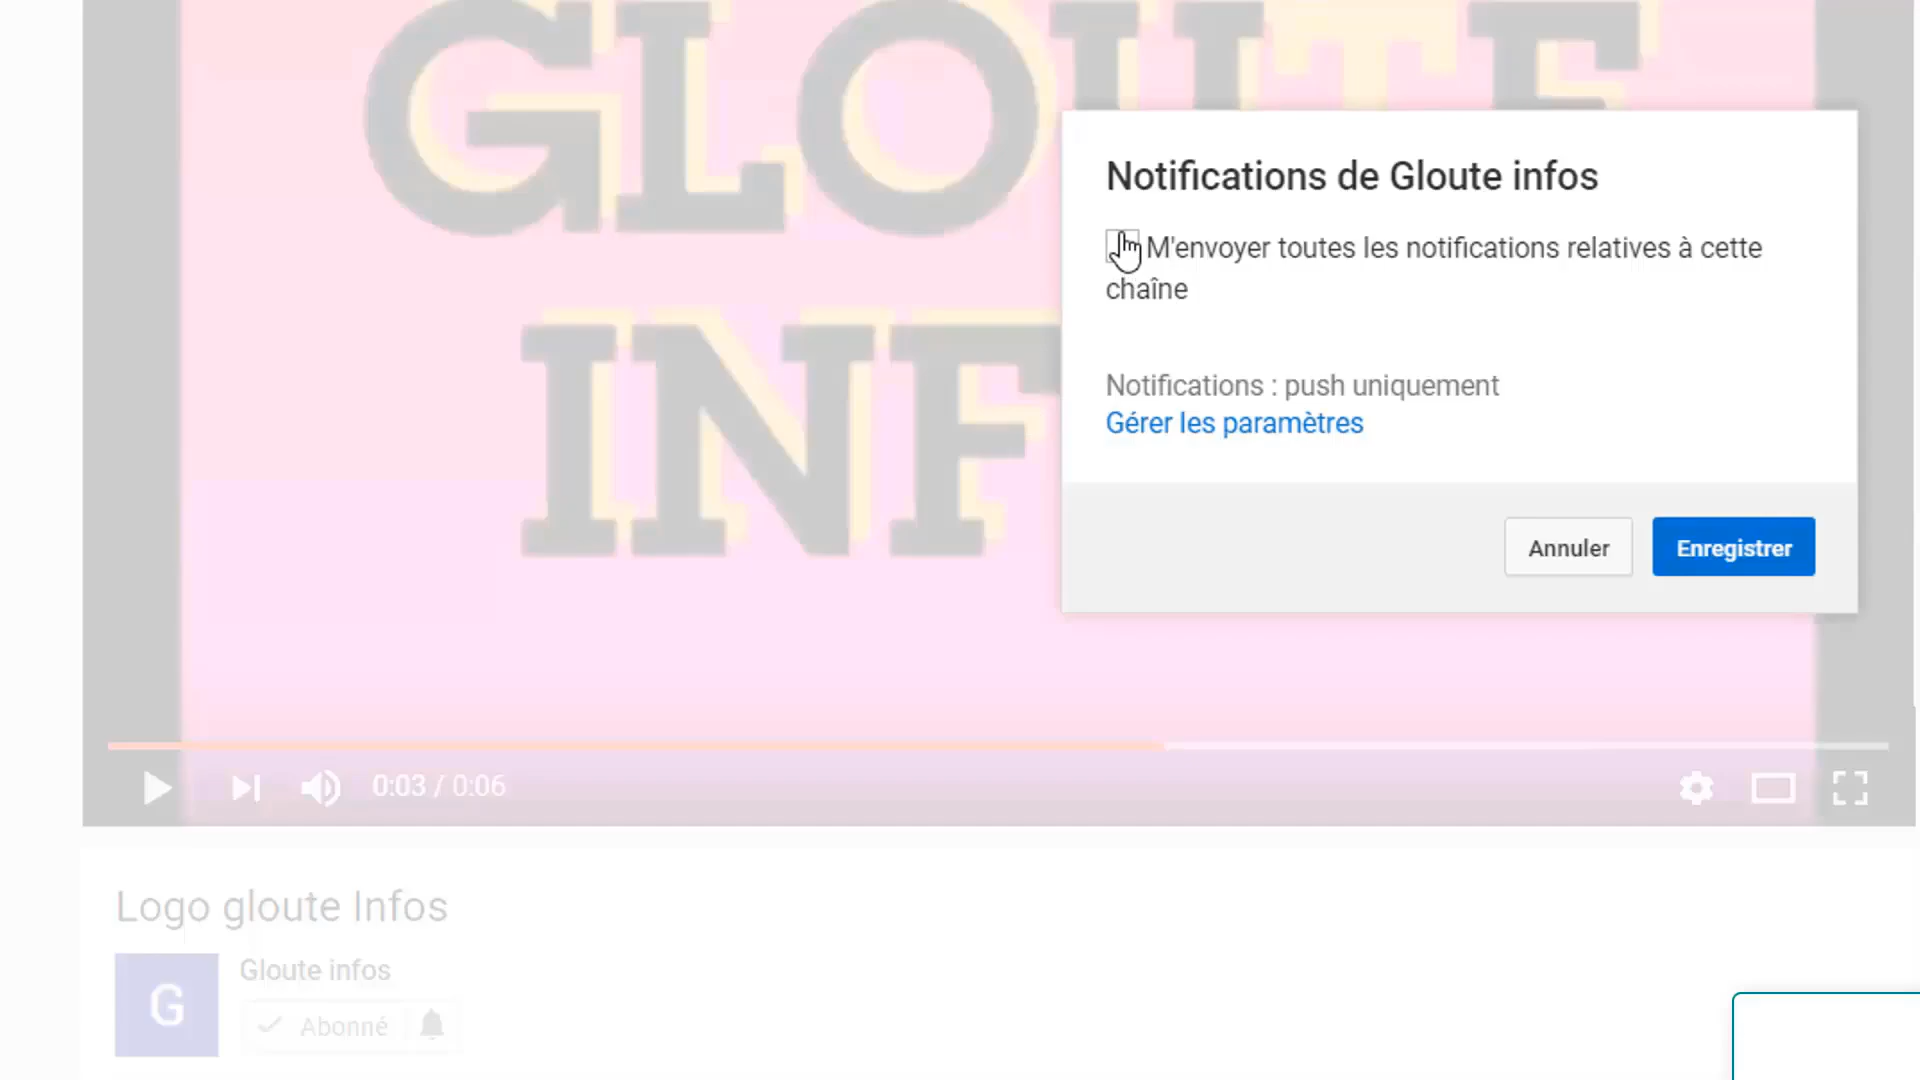 GLOUTE
INF
Notifications de Gloute infos
M'envoyer toutes les notifications relatives à cette
chaîne
Notifications : push uniquement
Gérer les paramètres
Annuler
Enregistrer
0:03 / 0:06
Logo gloute Infos
G
Gloute infos
Abonné